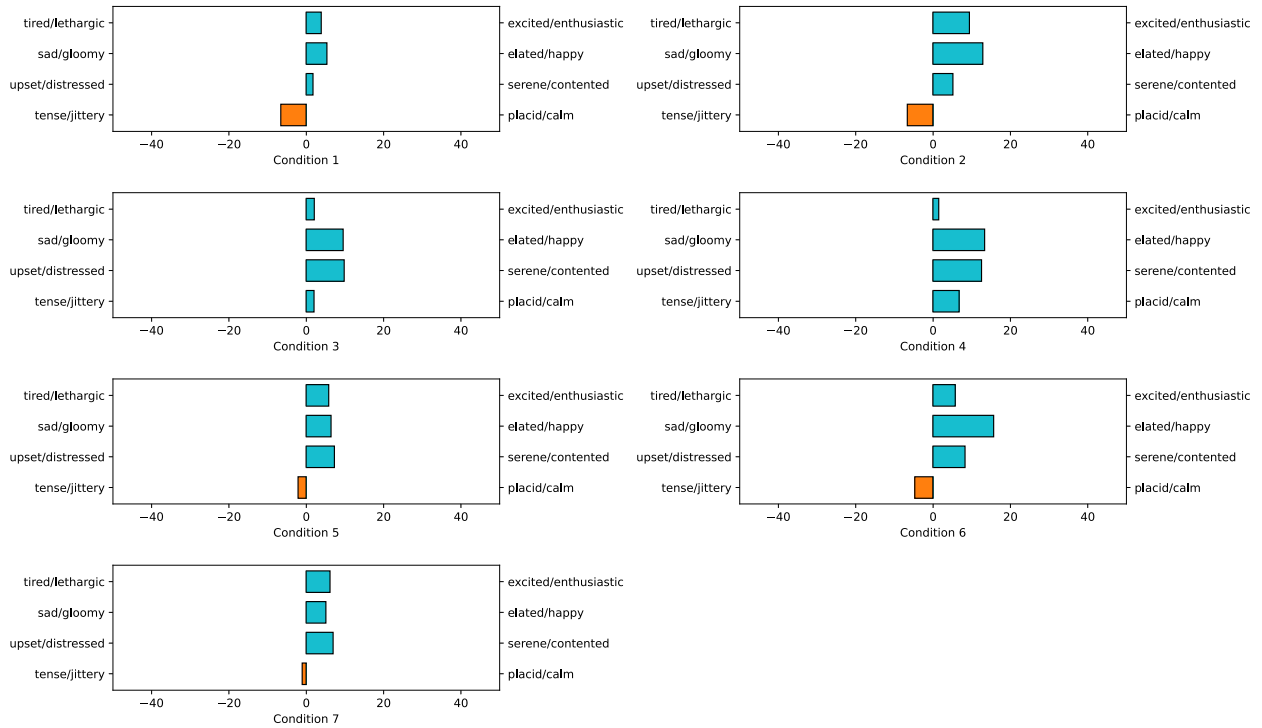 tired/lethargic excited/enthusiastic
sad/gloomy elated/happy
upset/distressed serene/contented
tense/jittery placid/calm
−40 −20 0 20 40
Condition 1
tired/lethargic excited/enthusiastic
sad/gloomy elated/happy
upset/distressed serene/contented
tense/jittery placid/calm
−40 −20 0 20 40
Condition 2
tired/lethargic excited/enthusiastic
sad/gloomy elated/happy
upset/distressed serene/contented
tense/jittery placid/calm
−40 −20 0 20 40
Condition 3
tired/lethargic excited/enthusiastic
sad/gloomy elated/happy
upset/distressed serene/contented
tense/jittery placid/calm
−40 −20 0 20 40
Condition 4
tired/lethargic excited/enthusiastic
sad/gloomy elated/happy
upset/distressed serene/contented
tense/jittery placid/calm
−40 −20 0 20 40
Condition 5
tired/lethargic excited/enthusiastic
sad/gloomy elated/happy
upset/distressed serene/contented
tense/jittery placid/calm
−40 −20 0 20 40
Condition 6
tired/lethargic excited/enthusiastic
sad/gloomy elated/happy
upset/distressed serene/contented
tense/jittery placid/calm
−40 −20 0 20 40
Condition 7